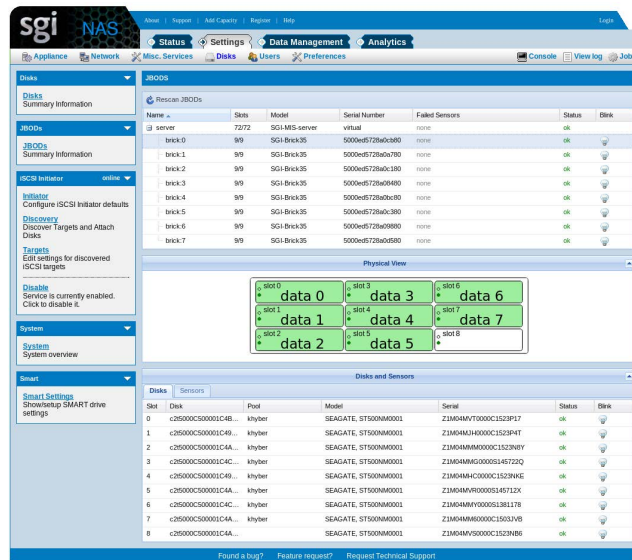 sgi NAS
About | Support | Add Capacity | Register | Help
Login
Status Settings Data Management Analytics
Appliance Network Misc. Services Disks Users Preferences
Console View log Job
Disks
Disks
Summary Information
JBODs
JBODs
Summary Information
iSCSI Initiator online
Initiator
Configure iSCSI Initiator defaults
Discovery
Discover Targets and Attach
Disks
Targets
Edit settings for discovered
iSCSI targets
Disable
Service is currently enabled.
Click to disable it.
System
System
System overview
Smart
Smart Settings
Show/setup SMART drive
settings
JBODS
Rescan JBODs
Name Slots Model Serial Number Failed Sensors Status Blink
server 72/72 SGI-MIS-server virtual none ok
brick:0 9/9 SGI-Brick35 5000ed5728a0cb80 none ok
brick:1 9/9 SGI-Brick35 5000ed5728a0a780 none ok
brick:2 9/9 SGI-Brick35 5000ed5728a0c180 none ok
brick:3 9/9 SGI-Brick35 5000ed5728a08480 none ok
brick:4 9/9 SGI-Brick35 5000ed5728a0bc80 none ok
brick:5 9/9 SGI-Brick35 5000ed5728a0c380 none ok
brick:6 9/9 SGI-Brick35 5000ed5728a09880 none ok
brick:7 9/9 SGI-Brick35 5000ed5728a0d580 none ok
Physical View
slot 0 slot 3 slot 6
data 0 data 3 data 6
slot 1 slot 4 slot 7
data 1 data 4 data 7
slot 2 slot 5 slot 8
data 2 data 5
Disks and Sensors
Disks Sensors
Slot Disk Pool Model Serial Status Blink
0 c2t5000C500001C4B... khyber SEAGATE, ST500NM0001 Z1M04MVT0000C1523P17 ok
1 c2t5000C500001C49... khyber SEAGATE, ST500NM0001 Z1M04MJH0000C1523P4T ok
2 c2t5000C500001C4A... khyber SEAGATE, ST500NM0001 Z1M04MMM0000C1523N8Y ok
3 c2t5000C500001C4C... khyber SEAGATE, ST500NM0001 Z1M04MMG0000S145722Q ok
4 c2t5000C500001C49... khyber SEAGATE, ST500NM0001 Z1M04MHC0000C1523NKE ok
5 c2t5000C500001C4A... khyber SEAGATE, ST500NM0001 Z1M04MVR0000S145712X ok
6 c2t5000C500001C4C... khyber SEAGATE, ST500NM0001 Z1M04MMY0000S1381178 ok
7 c2t5000C500001C4A... khyber SEAGATE, ST500NM0001 Z1M04MM60000C1503JVB ok
8 c2t5000C500001C4A... SEAGATE, ST500NM0001 Z1M04MVS0000C1523NB6 ok
Found a bug? Feature request? Request Technical Support